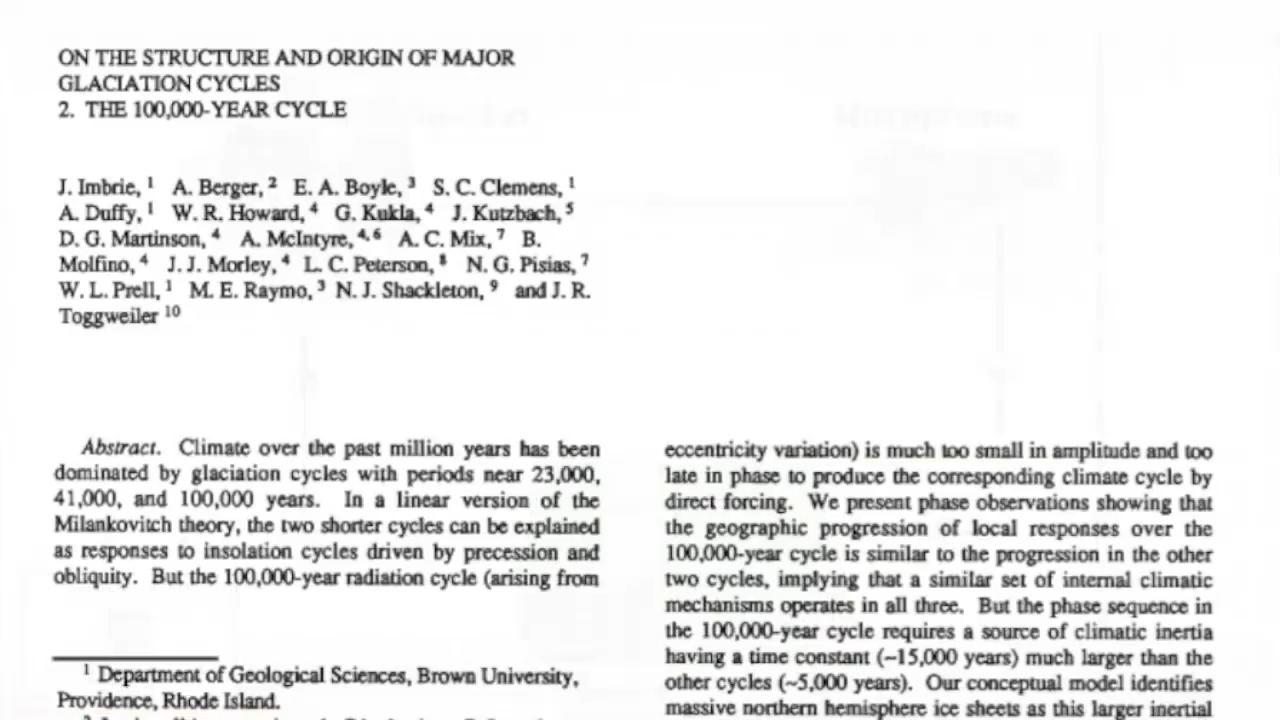 ON THE STRUCTURE AND ORIGIN OF MAJOR
GLACIATION CYCLES
2. THE 100,000-YEAR CYCLE
J. Imbrie, ¹ A. Berger, ² E. A. Boyle, ³ S. C. Clemens, ¹
A. Duffy, ¹ W. R. Howard, ⁴ G. Kukla, ⁴ J. Kutzbach, ⁵
D. G. Martinson, ⁴ A. McIntyre, ⁴,⁶ A. C. Mix, ⁷ B.
Molfino, ⁴ J. J. Morley, ⁴ L. C. Peterson, ⁸ N. G. Pisias, ⁷
W. L. Prell, ¹ M. E. Raymo, ³ N. J. Shackleton, ⁹ and J. R.
Toggweiler ¹⁰
Abstract. Climate over the past million years has been
dominated by glaciation cycles with periods near 23,000,
41,000, and 100,000 years. In a linear version of the
Milankovitch theory, the two shorter cycles can be explained
as responses to insolation cycles driven by precession and
obliquity. But the 100,000-year radiation cycle (arising from
¹ Department of Geological Sciences, Brown University,
Providence, Rhode Island.
eccentricity variation) is much too small in amplitude and too
late in phase to produce the corresponding climate cycle by
direct forcing. We present phase observations showing that
the geographic progression of local responses over the
100,000-year cycle is similar to the progression in the other
two cycles, implying that a similar set of internal climatic
mechanisms operates in all three. But the phase sequence in
the 100,000-year cycle requires a source of climatic inertia
having a time constant (~15,000 years) much larger than the
other cycles (~5,000 years). Our conceptual model identifies
massive northern hemisphere ice sheets as this larger inertial